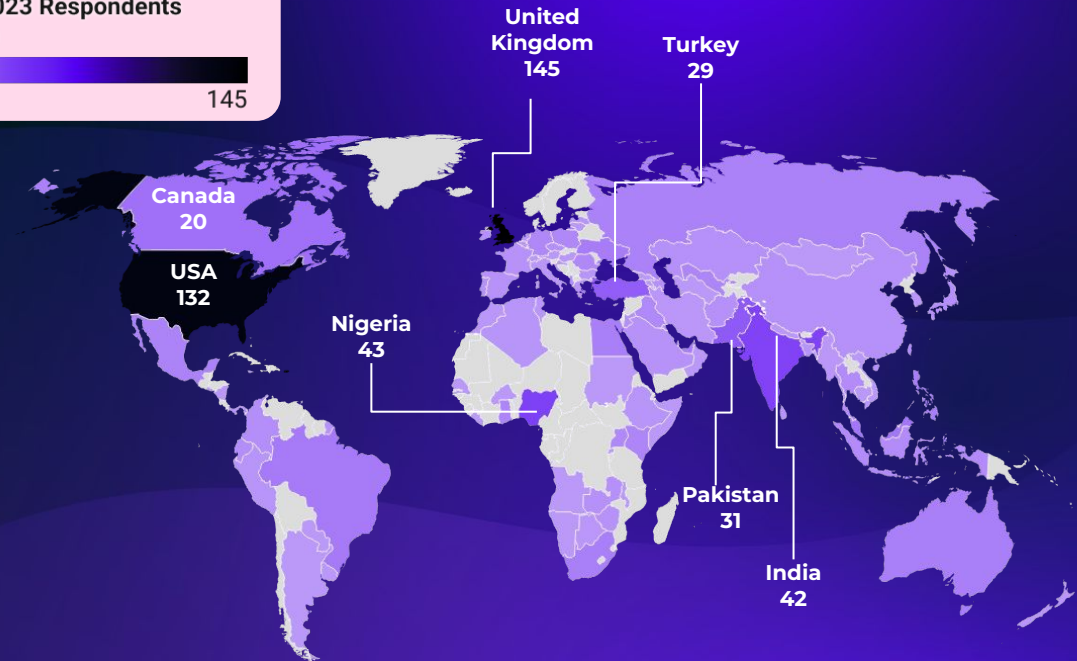 023 Respondents
145
United
Kingdom
145
Turkey
29
Canada
20
USA
132
Nigeria
43
Pakistan
31
India
42